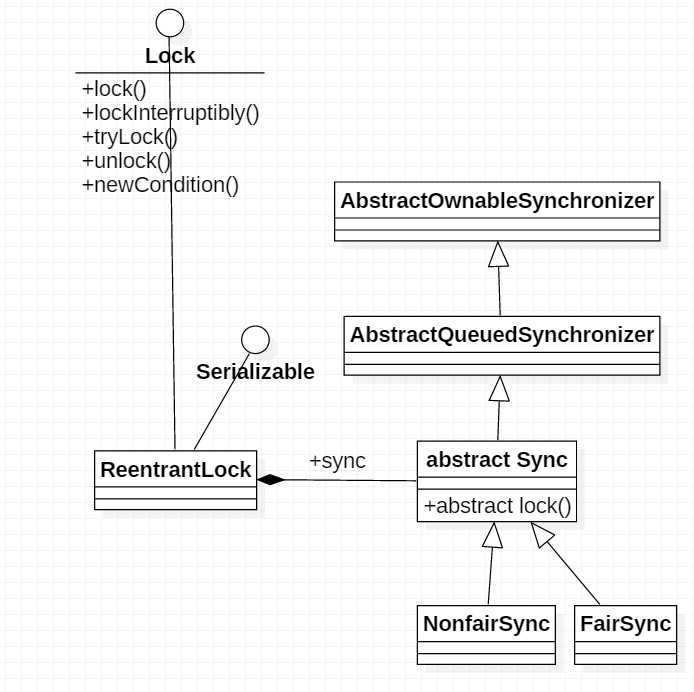 Lock
+lock()
+lockInterruptibly()
+tryLock()
+unlock()
+newCondition()
AbstractOwnableSynchronizer
AbstractQueuedSynchronizer
Serializable
ReentrantLock
+sync
abstract Sync
+abstract lock()
NonfairSync
FairSync